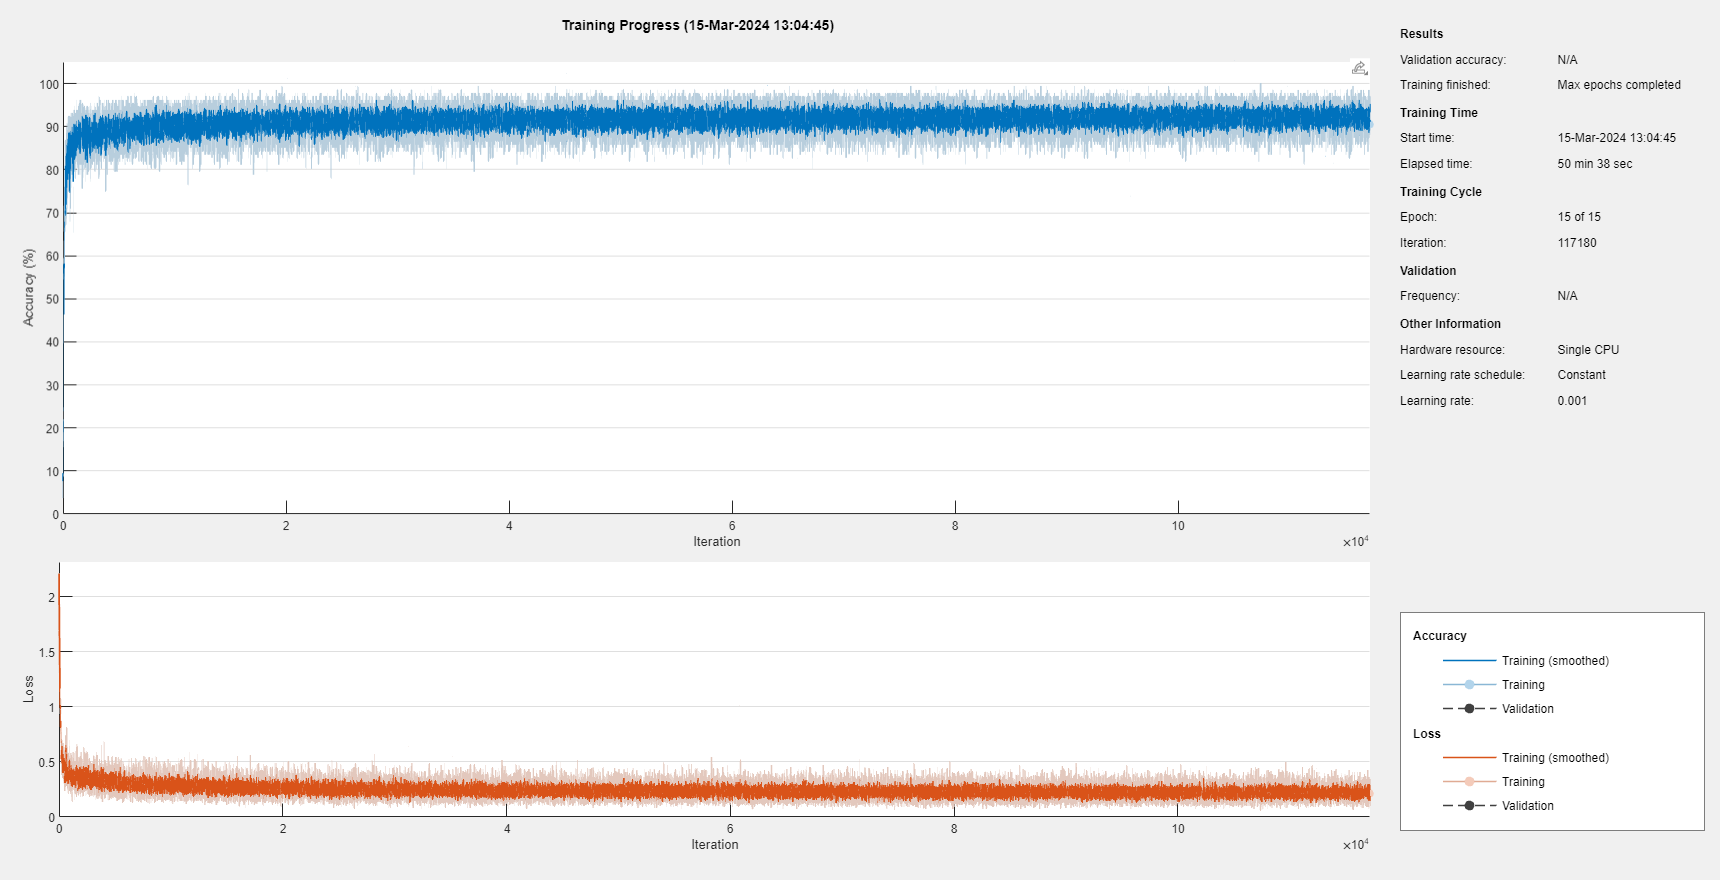 Training Progress (15-Mar-2024 13:04:45)
100
90
80
70
60
50
40
30
20
10
0
Accuracy (%)
0 2 4 6 8 10
Iteration
×10⁴
2
1.5
1
0.5
0
Loss
0 2 4 6 8 10
Iteration
×10⁴
Results
Validation accuracy: N/A
Training finished: Max epochs completed
Training Time
Start time: 15-Mar-2024 13:04:45
Elapsed time: 50 min 38 sec
Training Cycle
Epoch: 15 of 15
Iteration: 117180
Validation
Frequency: N/A
Other Information
Hardware resource: Single CPU
Learning rate schedule: Constant
Learning rate: 0.001
Accuracy
Training (smoothed)
Training
Validation
Loss
Training (smoothed)
Training
Validation